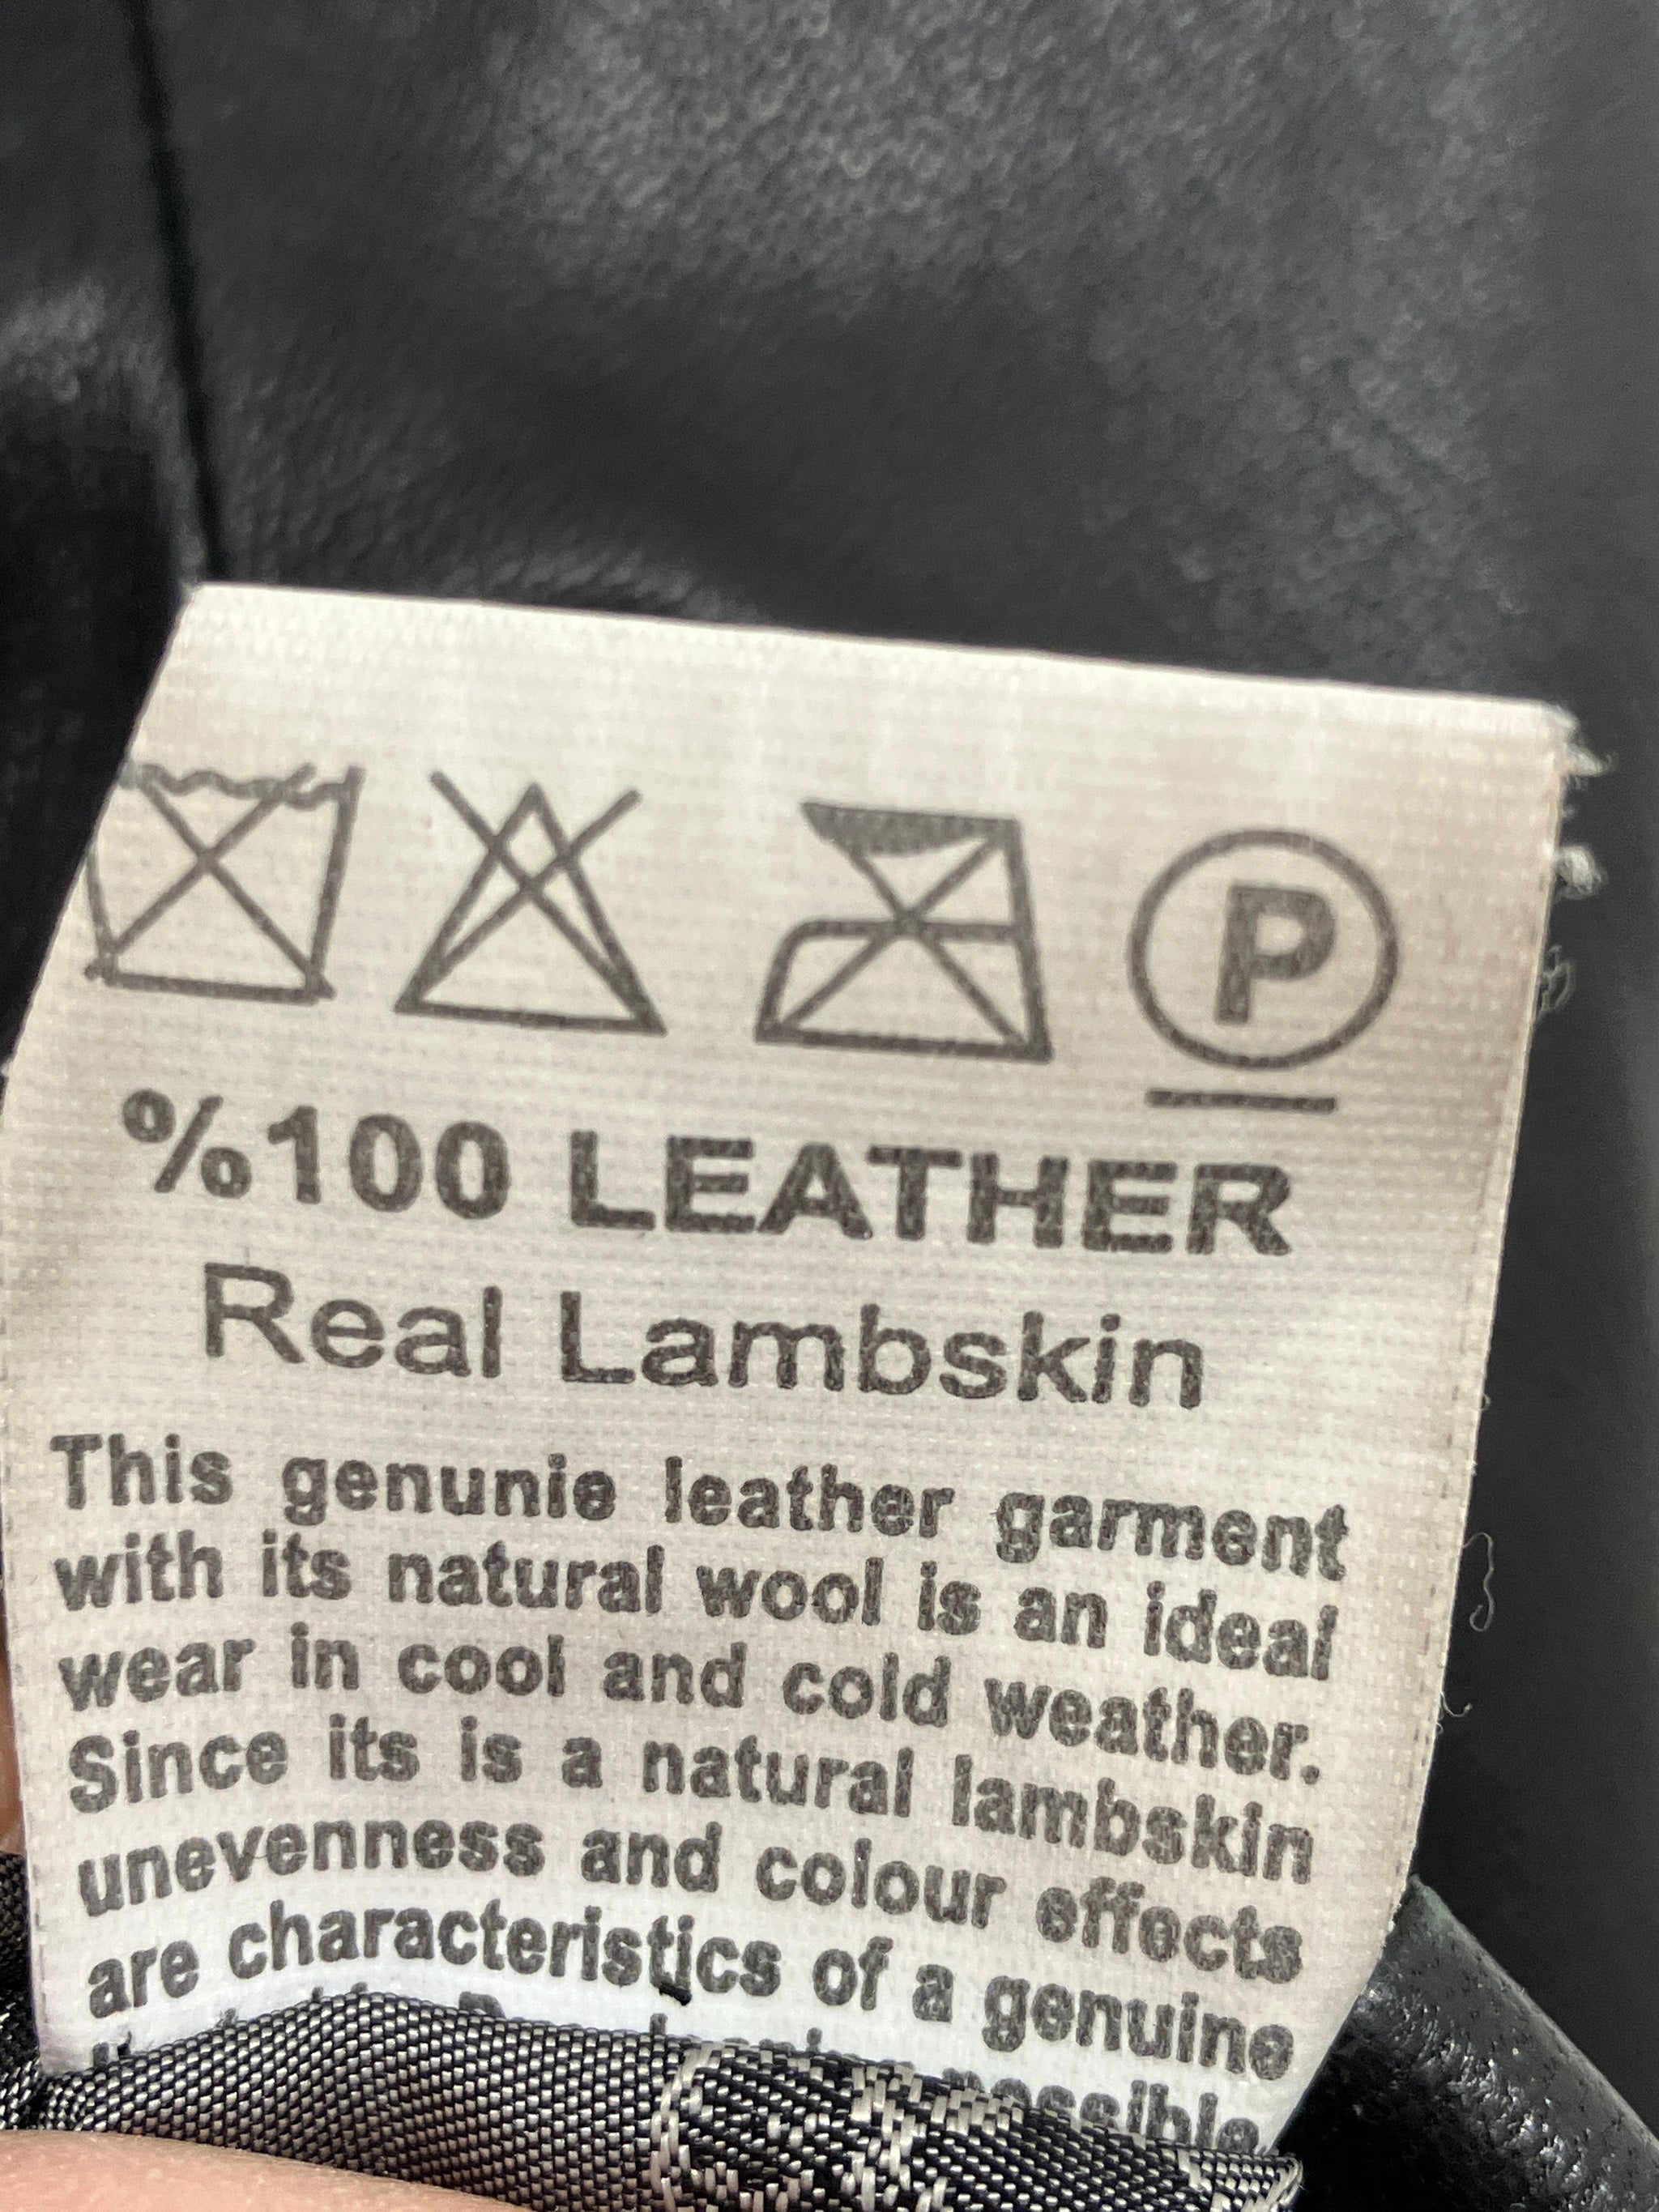 P
%100 LEATHER
Real Lambskin
This genunie leather garment
with its natural wool is an ideal
wear in cool and cold weather.
Since its is a natural lambskin
unevenness and colour effects
are characteristics of a genuine
possible